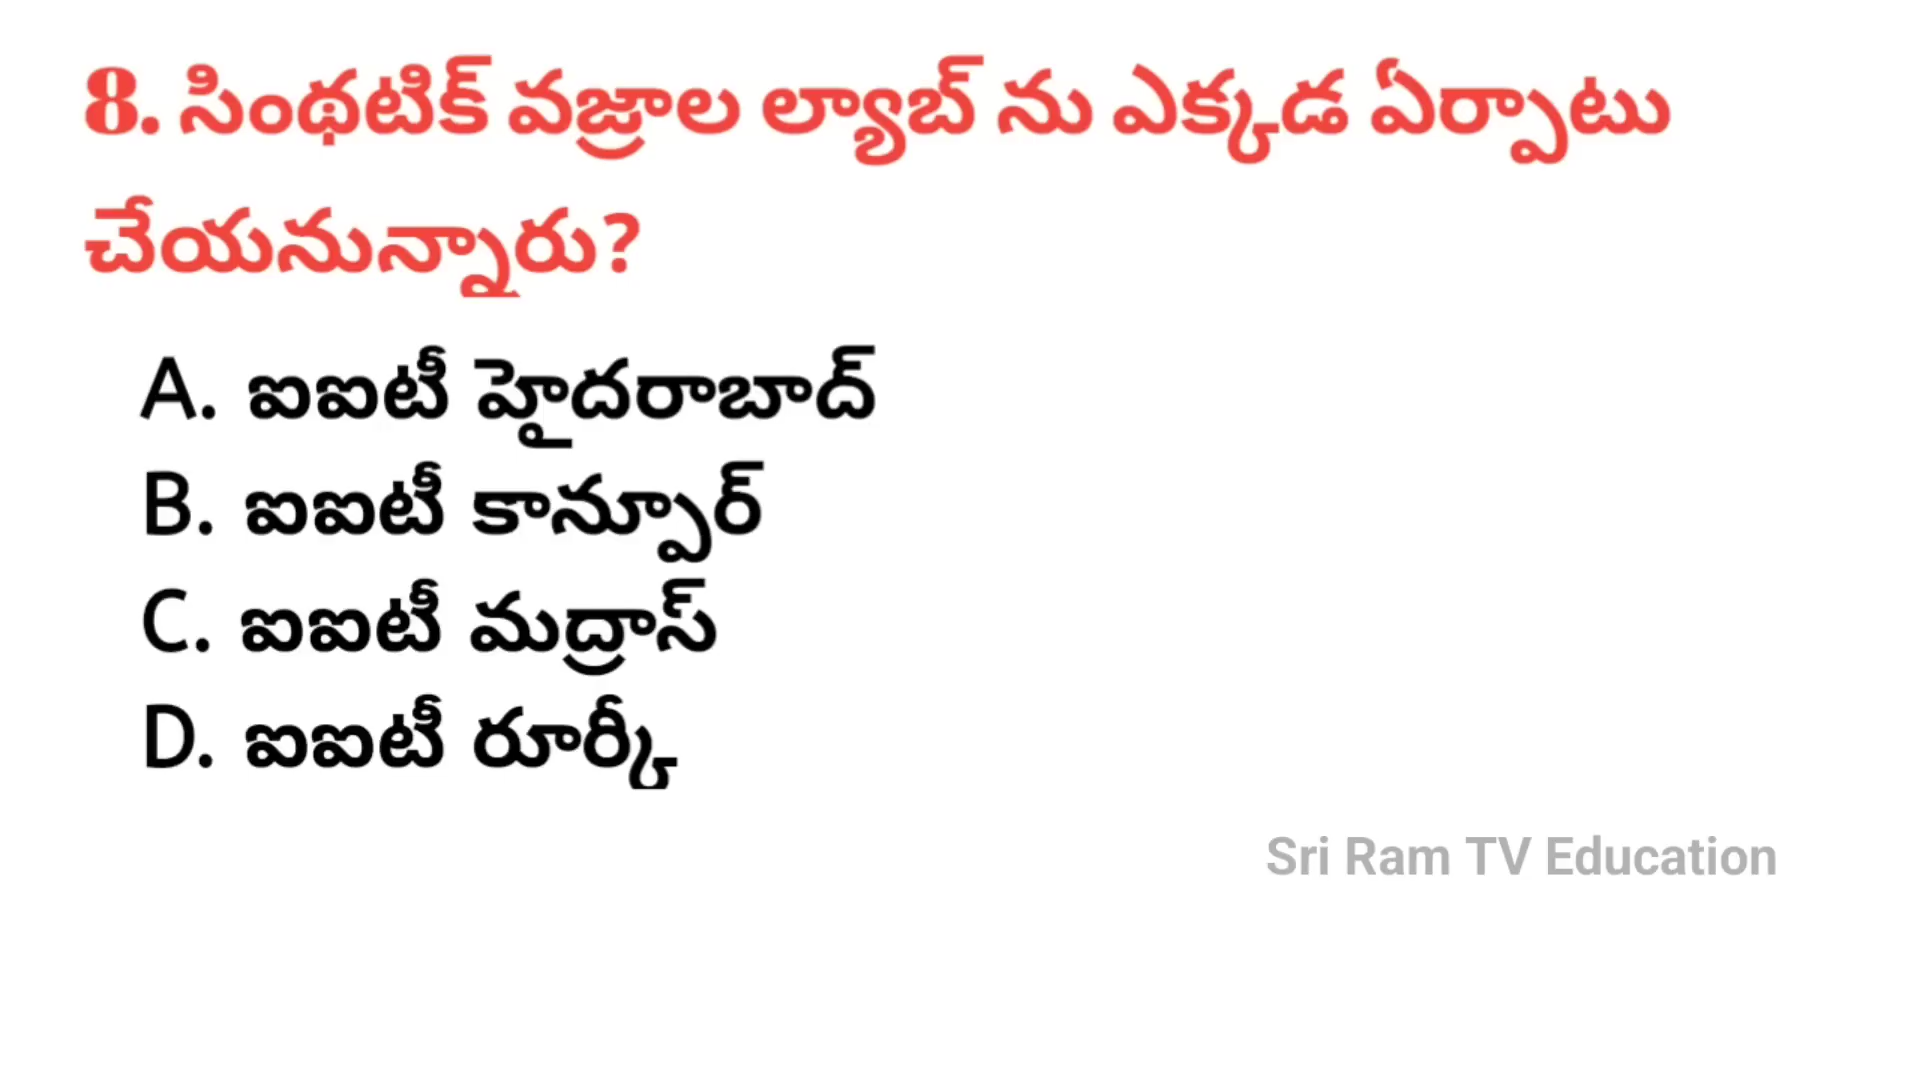 8. సింథటిక్ వజ్రాల ల్యాబ్ ను ఎక్కడ ఏర్పాటు
చేయనున్నారు?
A. ఐఐటీ హైదరాబాద్
B. ఐఐటీ కాన్పూర్
C. ఐఐటీ మద్రాస్
D. ఐఐటీ రూర్కీ
Sri Ram TV Education